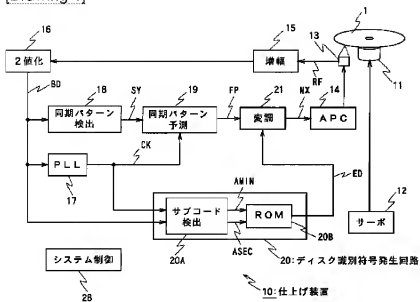 [Drawing 1]
16
2値化
BD
15
増幅
13
RF
1
11
18
同期パターン
検出
SY
19
同期パターン
予測
FP
21
変調
NX
14
APC
PLL
17
CK
ED
サブコード
検出
20A
AMIN
ASEC
ROM
20B
サーボ
12
20:ディスク識別符号発生回路
システム制御
28
10:仕上げ装置